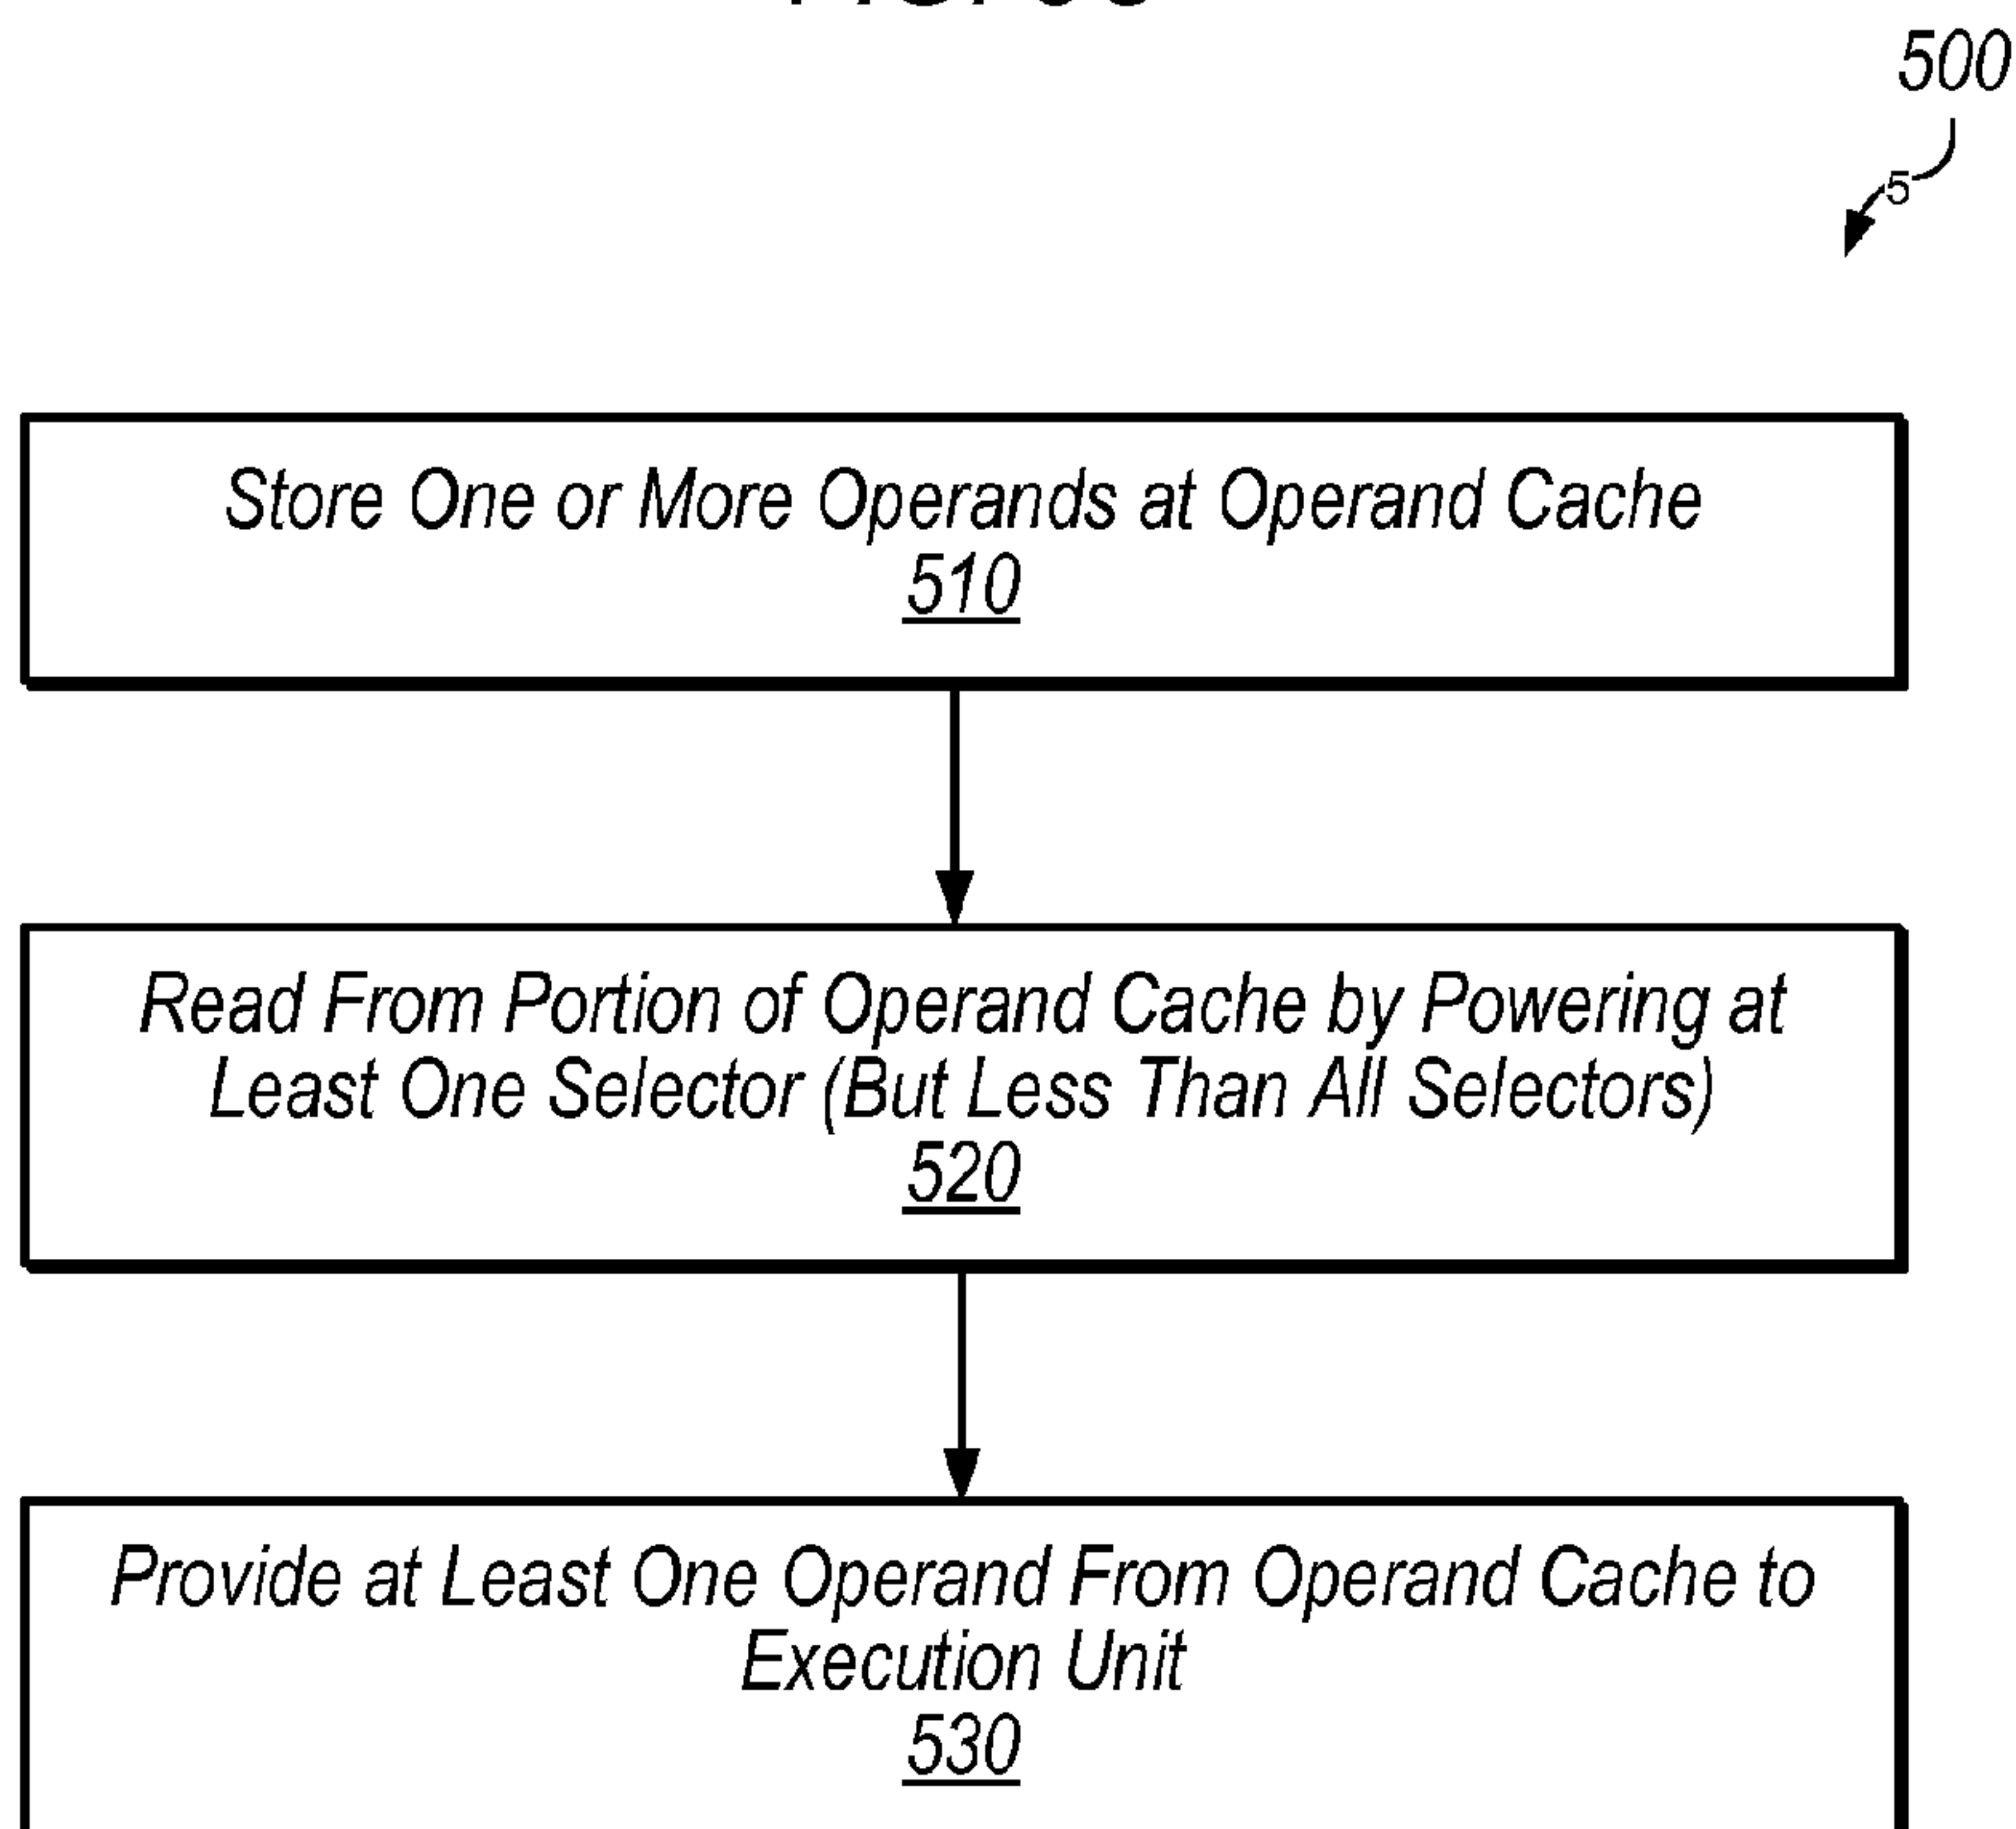 500
5
Store One or More Operands at Operand Cache
510
Read From Portion of Operand Cache by Powering at
Least One Selector (But Less Than All Selectors)
520
Provide at Least One Operand From Operand Cache to
Execution Unit
530